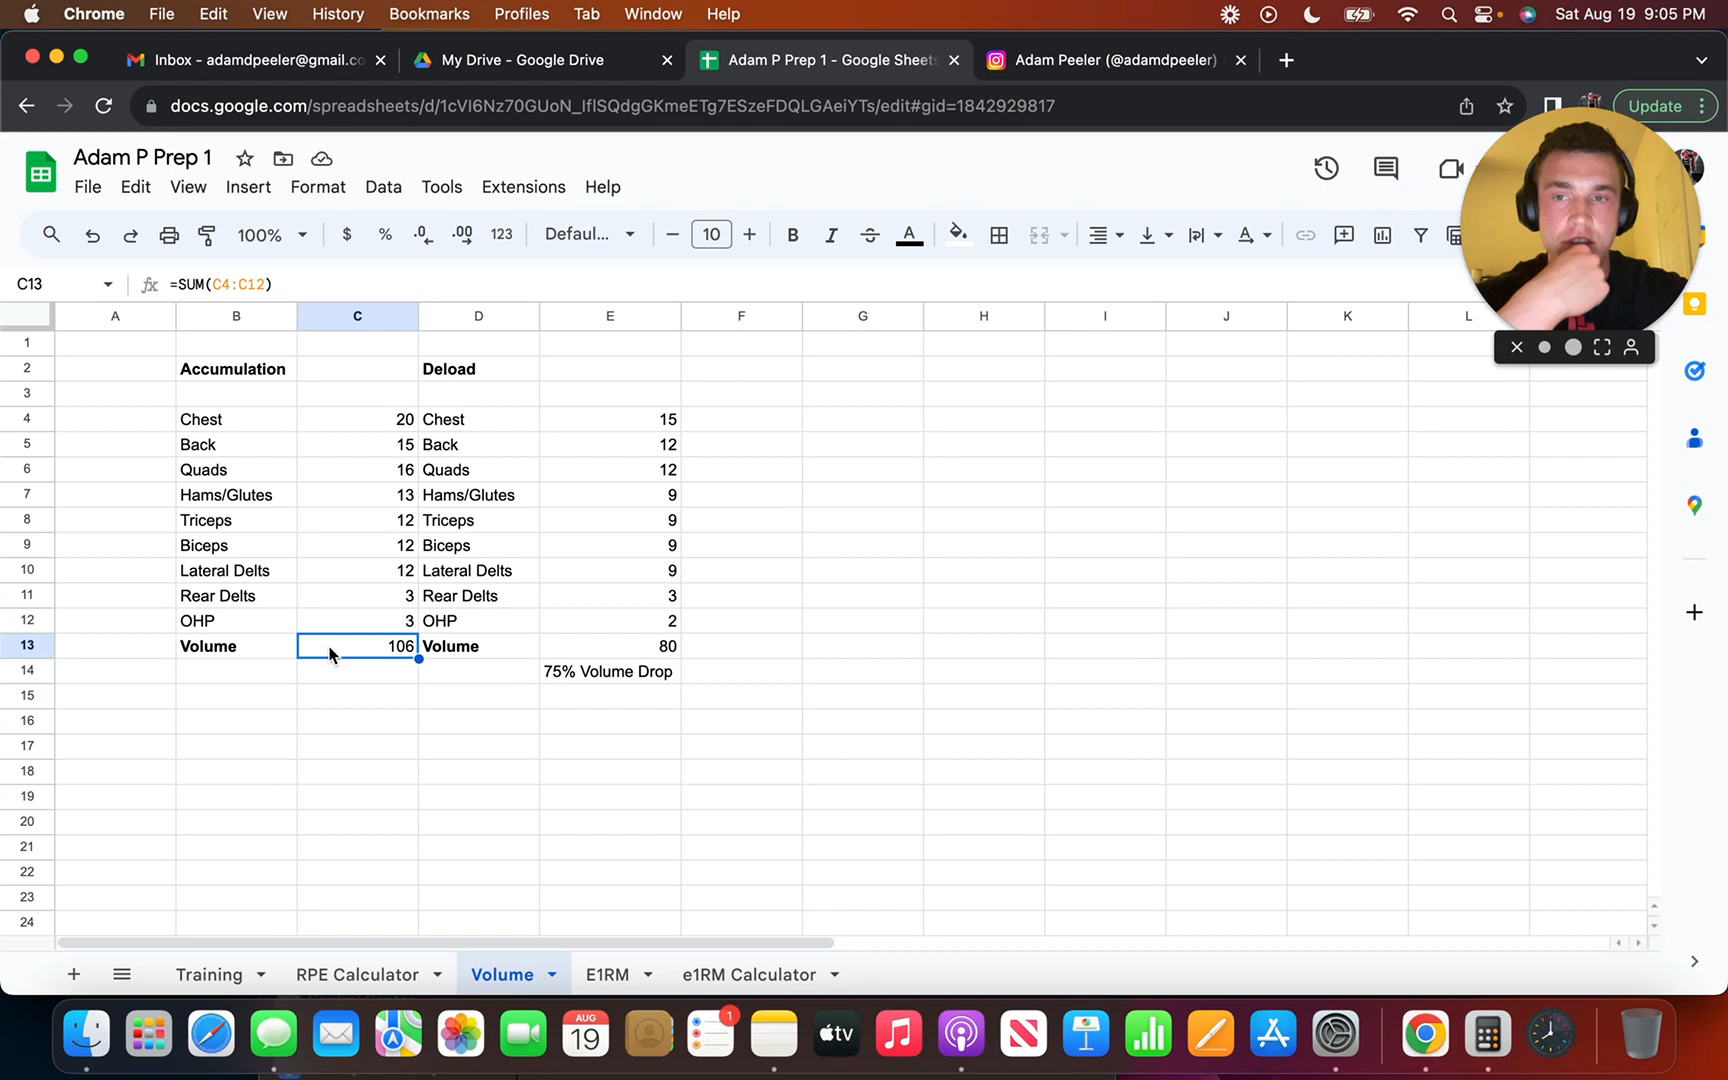 Chrome File Edit View History Bookmarks Profiles Tab Window Help Sat Aug 19 9:05 PM
Inbox - adamdpeeler@gmail.co My Drive - Google Drive Adam P Prep 1 - Google Sheets Adam Peeler (@adamdpeeler)
docs.google.com/spreadsheets/d/1cVI6Nz70GUoN_IfISQdgGKmeETg7ESzeFDQLGAeiYTs/edit#gid=1842929817 Update
Adam P Prep 1
File Edit View Insert Format Data Tools Extensions Help
100% $ % .0 .00 123 Defaul... 10 B I A
C13 fx =SUM(C4:C12)
A B C D E F G H I J K L
1
2 Accumulation Deload
3
4 Chest 20 Chest 15
5 Back 15 Back 12
6 Quads 16 Quads 12
7 Hams/Glutes 13 Hams/Glutes 9
8 Triceps 12 Triceps 9
9 Biceps 12 Biceps 9
10 Lateral Delts 12 Lateral Delts 9
11 Rear Delts 3 Rear Delts 3
12 OHP 3 OHP 2
13 Volume 106 Volume 80
14 75% Volume Drop
15
16
17
18
19
20
21
22
23
24
Training RPE Calculator Volume E1RM e1RM Calculator
AUG 19 tv 1